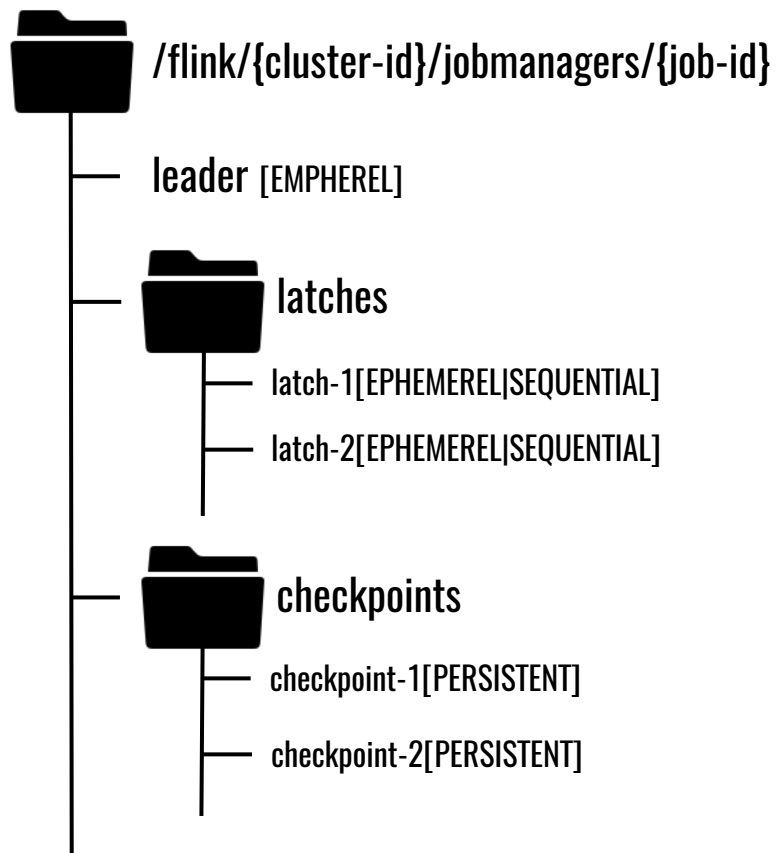 /flink/{cluster-id}/jobmanagers/{job-id}
leader [EMPHEREL]
latches
latch-1[EPHEMEREL|SEQUENTIAL]
latch-2[EPHEMEREL|SEQUENTIAL]
checkpoints
checkpoint-1[PERSISTENT]
checkpoint-2[PERSISTENT]